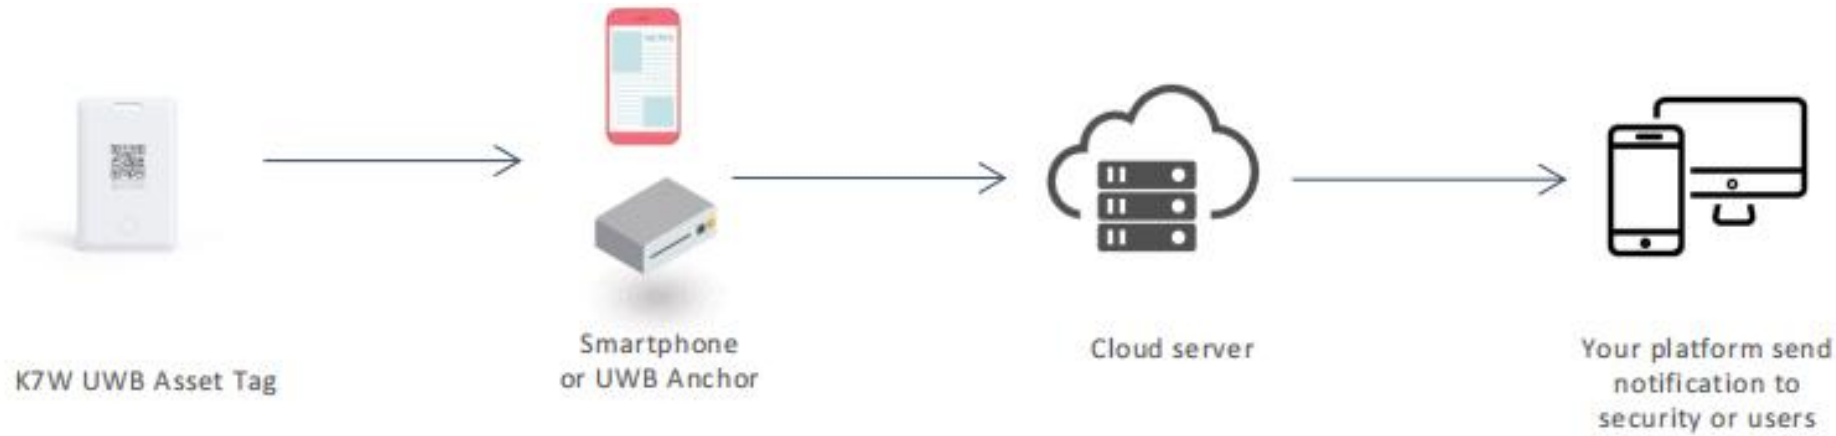 K7W UWB Asset Tag
Smartphone
or UWB Anchor
Cloud server
Your platform send
notification to
security or users